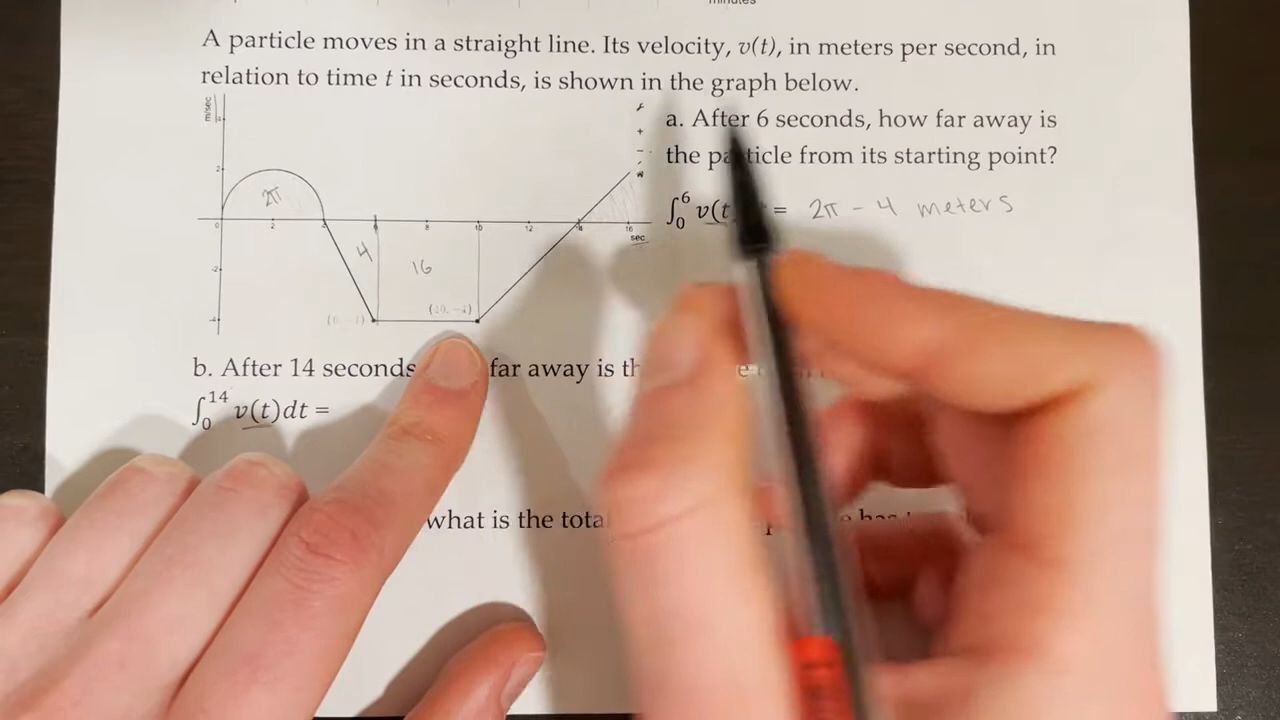 minutes
A particle moves in a straight line. Its velocity, v(t), in meters per second, in
relation to time t in seconds, is shown in the graph below.
m/sec
4
2
0
-2
-4
2
4
6
8
10
12
14
16
sec
2π
4
16
(10, -4)
a. After 6 seconds, how far away is
the particle from its starting point?
∫₀⁶ v(t = 2π - 4 meters
b. After 14 seconds far away is th
∫₀¹⁴ v(t)dt =
what is the tota